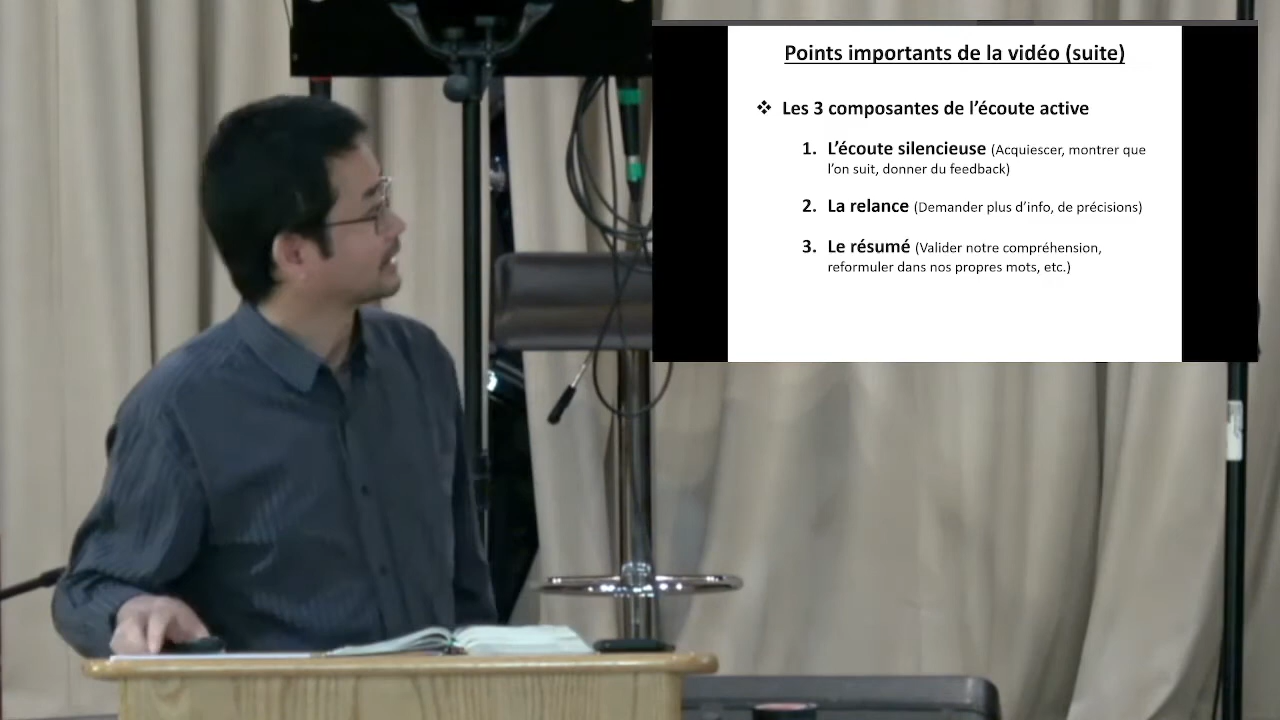 Points importants de la vidéo (suite)
❖ Les 3 composantes de l'écoute active
1. L'écoute silencieuse (Acquiescer, montrer que
l'on suit, donner du feedback)
2. La relance (Demander plus d'info, de précisions)
3. Le résumé (Valider notre compréhension,
reformuler dans nos propres mots, etc.)